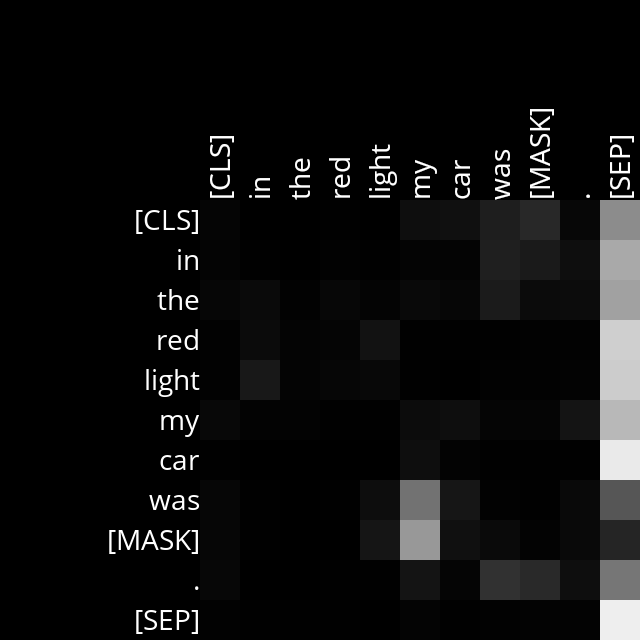 [CLS] in the red light my car was [MASK] . [SEP]
[CLS]
in
the
red
light
my
car
was
[MASK]
.
[SEP]